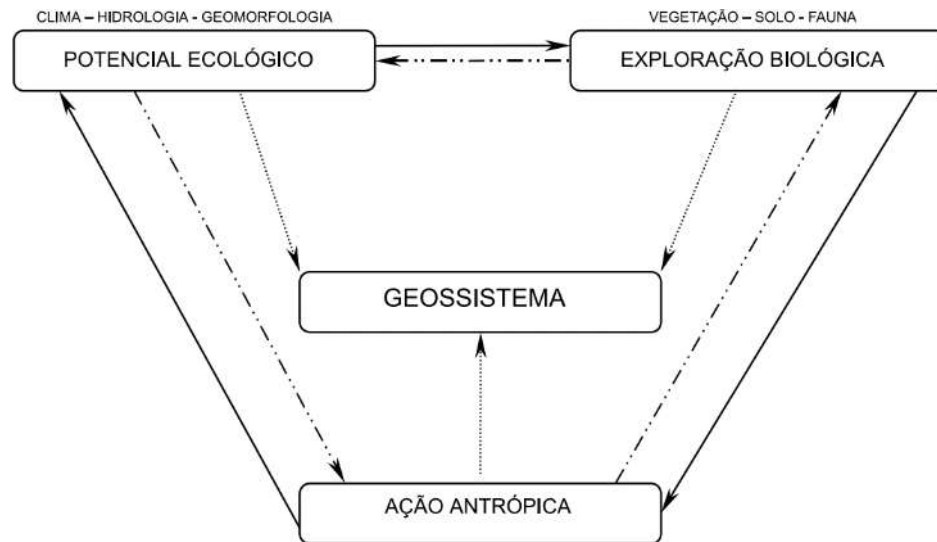 CLIMA – HIDROLOGIA - GEOMORFOLOGIA
VEGETAÇÃO – SOLO - FAUNA
POTENCIAL ECOLÓGICO
EXPLORAÇÃO BIOLÓGICA
GEOSSISTEMA
AÇÃO ANTRÓPICA